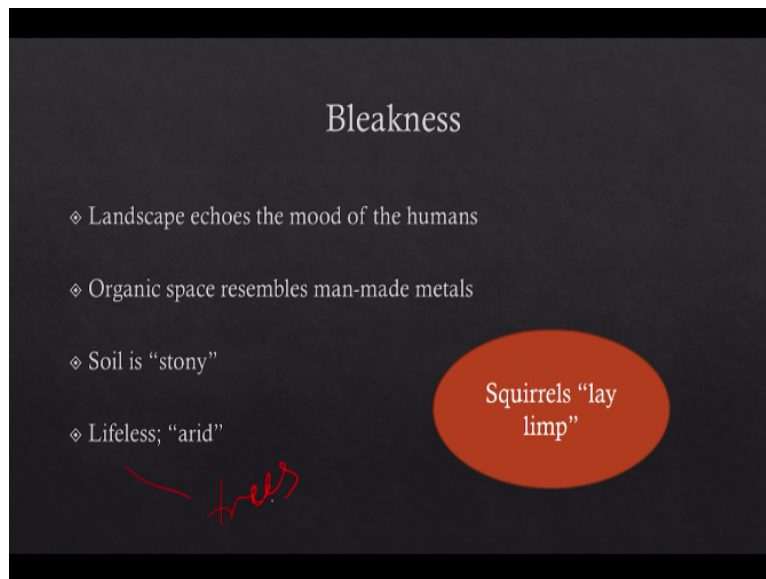 Bleakness
Landscape echoes the mood of the humans
Organic space resembles man-made metals
Soil is “stony”
Lifeless; “arid”
trees
Squirrels “lay
limp”